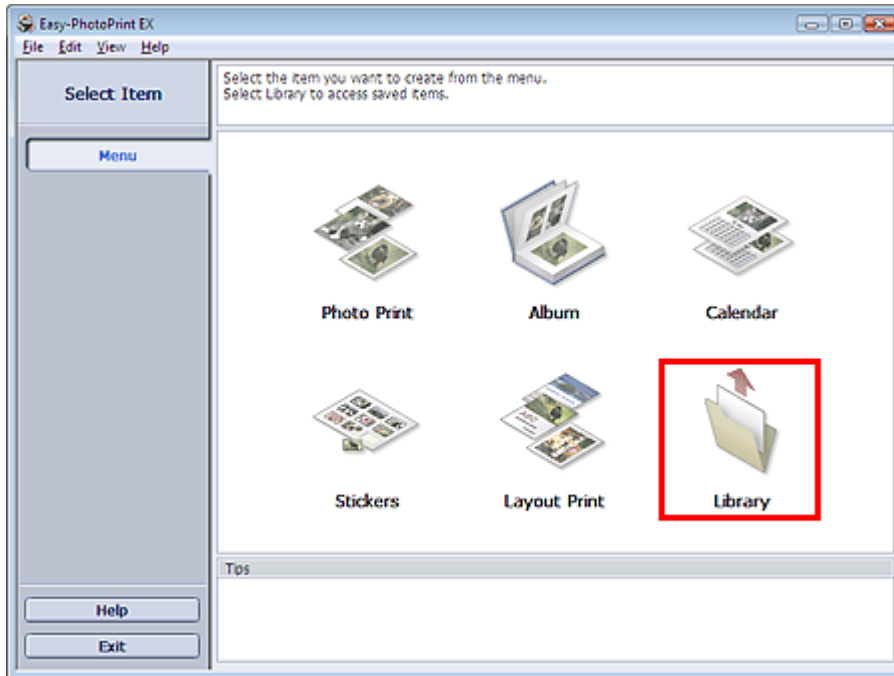 Easy-PhotoPrint EX
File Edit View Help
Select Item
Select the item you want to create from the menu.
Select Library to access saved items.
Menu
Photo Print
Album
Calendar
Stickers
Layout Print
Library
Tips
Help
Exit